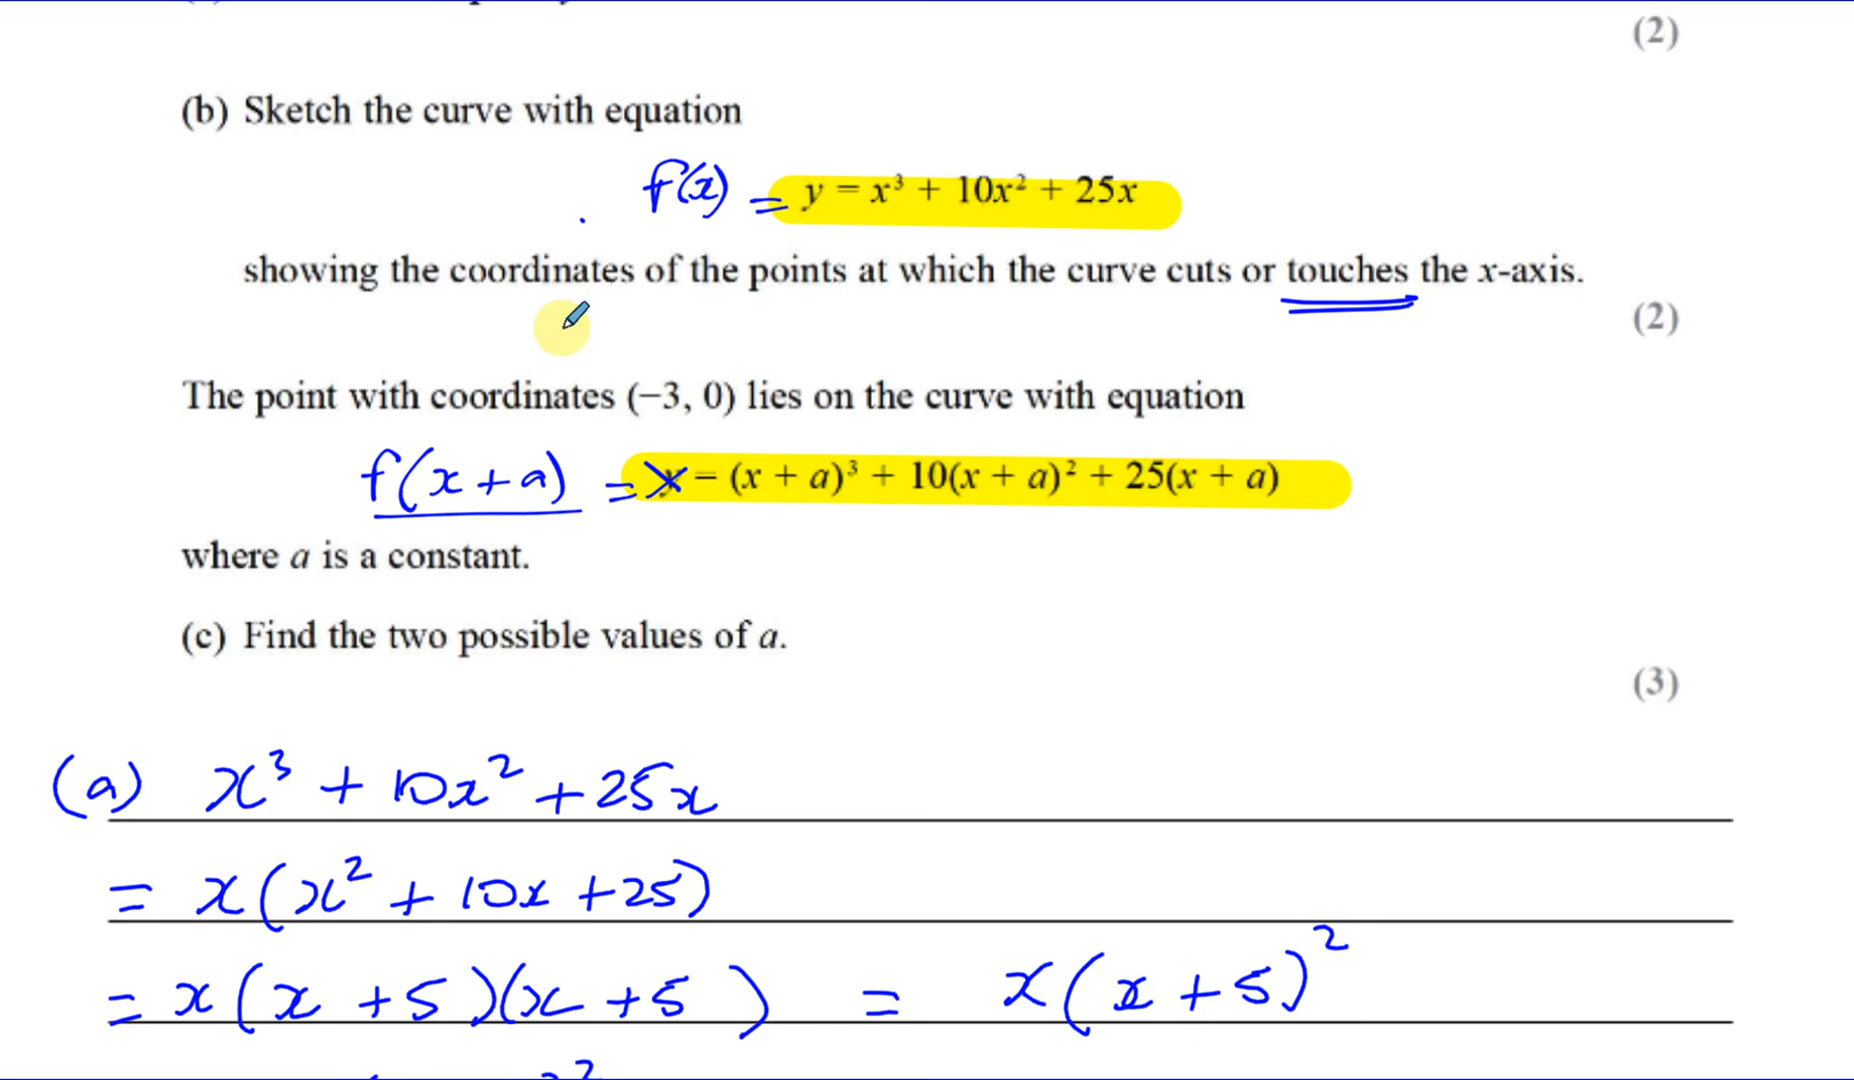 (2)
(b) Sketch the curve with equation
f(x) = y = x³ + 10x² + 25x
showing the coordinates of the points at which the curve cuts or touches the x-axis.
(2)
The point with coordinates (−3, 0) lies on the curve with equation
f(x+a) = y = (x + a)³ + 10(x + a)² + 25(x + a)
where a is a constant.
(c) Find the two possible values of a.
(3)
(a) x³ + 10x² + 25x
= x(x² + 10x + 25)
= x(x + 5)(x + 5) = x(x + 5)²